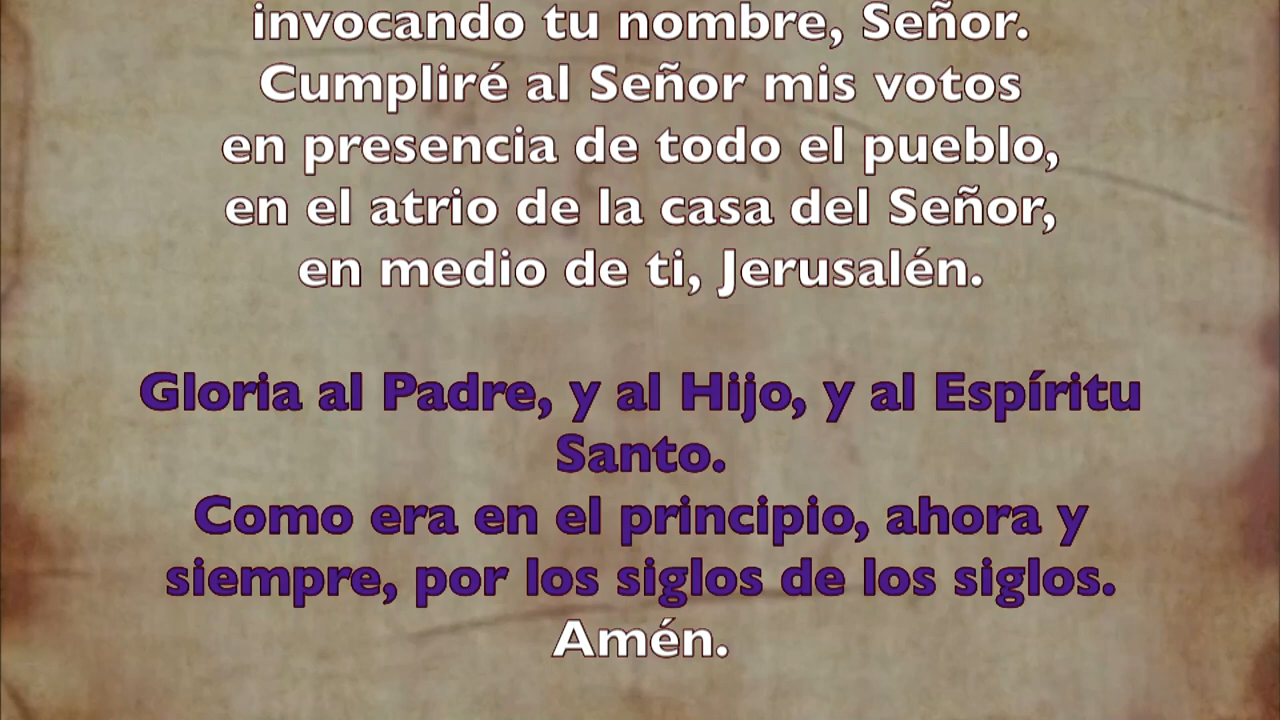 invocando tu nombre, Señor.
Cumpliré al Señor mis votos
en presencia de todo el pueblo,
en el atrio de la casa del Señor,
en medio de ti, Jerusalén.
Gloria al Padre, y al Hijo, y al Espíritu
Santo.
Como era en el principio, ahora y
siempre, por los siglos de los siglos.
Amén.